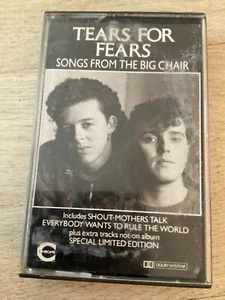 TEARS FOR
FEARS
SONGS FROM THE BIG CHAIR
Includes SHOUT·MOTHERS TALK
EVERYBODY WANTS TO RULE THE WORLD
plus extra tracks not on album
SPECIAL LIMITED EDITION
CHROME
DOLBY SYSTEM